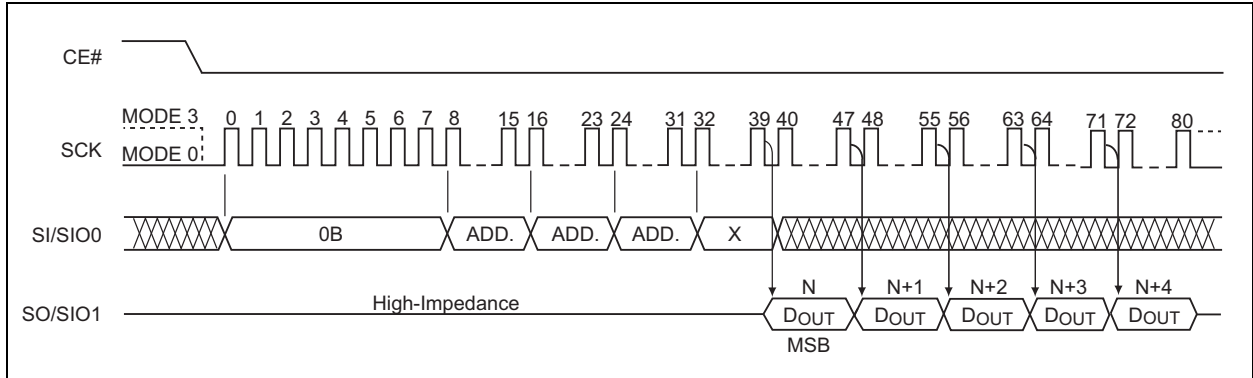 CE#
MODE 3
0 1 2 3 4 5 6 7 8 15 16 23 24 31 32 39 40 47 48 55 56 63 64 71 72 80
SCK
MODE 0
SI/SIO0
0B ADD. ADD. ADD. X
N N+1 N+2 N+3 N+4
High-Impedance
SO/SIO1
DOUT DOUT DOUT DOUT DOUT
MSB